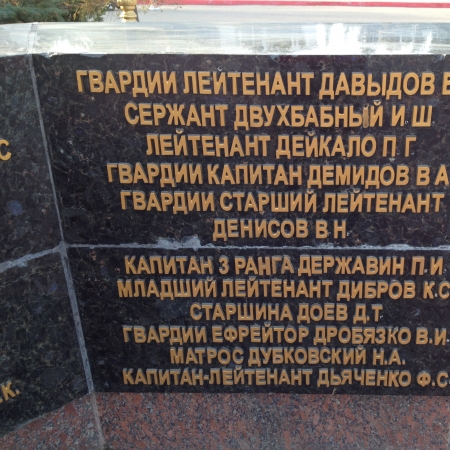 ГВАРДИИ ЛЕЙТЕНАНТ ДАВЫДОВ
СЕРЖАНТ ДВУХБАБНЫЙ И Ш
ЛЕЙТЕНАНТ ДЕЙКАЛО П Г
ГВАРДИИ КАПИТАН ДЕМИДОВ В А
ГВАРДИИ СТАРШИЙ ЛЕЙТЕНАНТ
ДЕНИСОВ В Н
КАПИТАН 3 РАНГА ДЕРЖАВИН П.И.
МЛАДШИЙ ЛЕЙТЕНАНТ ДИБРОВ К.С
СТАРШИНА ДОЕВ Д.Т
ГВАРДИИ ЕФРЕЙТОР ДРОБЯЗКО В.И.
МАТРОС ДУБКОВСКИЙ Н.А.
КАПИТАН-ЛЕЙТЕНАНТ ДЬЯЧЕНКО Ф.С
С
.К.